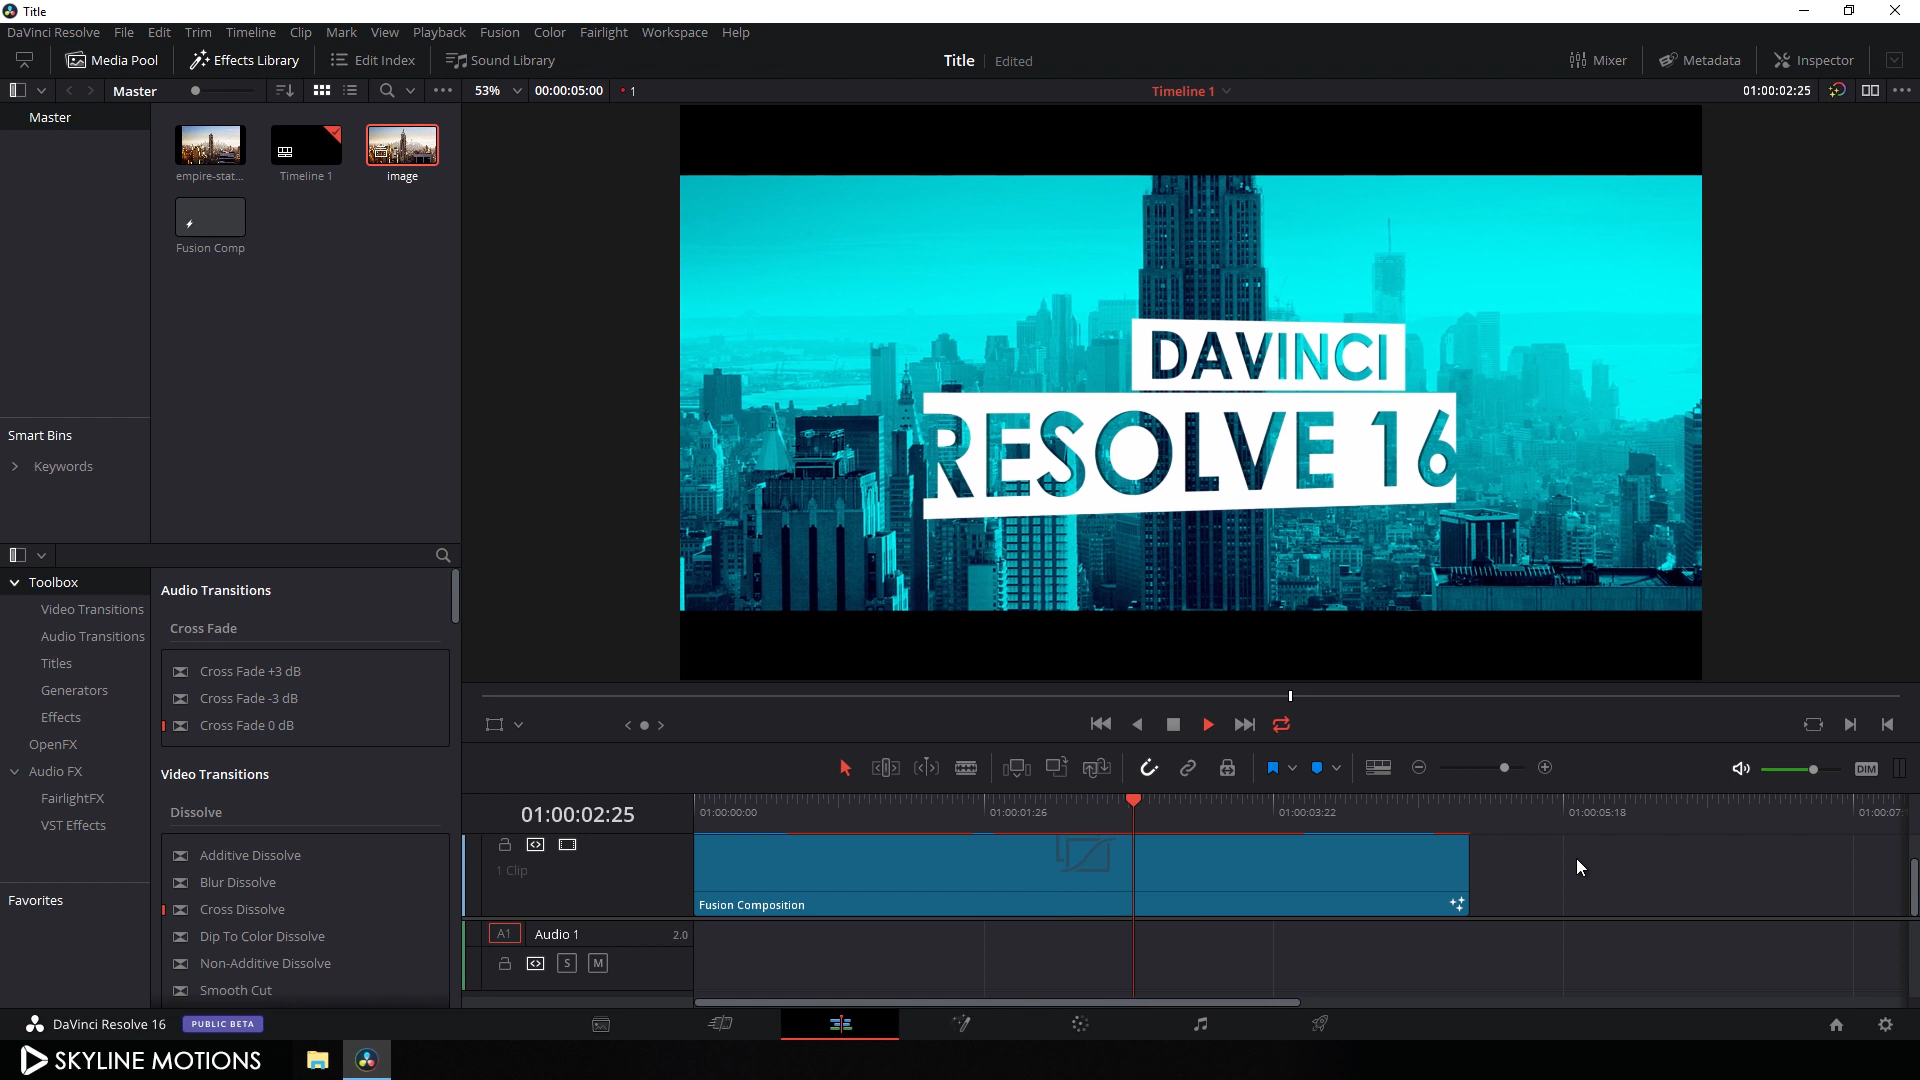 Title
DaVinci Resolve File Edit Trim Timeline Clip Mark View Playback Fusion Color Fairlight Workspace Help
Media Pool Effects Library Edit Index Sound Library Title Edited Mixer Metadata Inspector
Master 53% 00:00:05:00 1 Timeline 1 01:00:02:25
Master
empire-stat... Timeline 1 image
Fusion Comp
DAVINCI
RESOLVE 16
Smart Bins
Keywords
Toolbox
Video Transitions
Audio Transitions
Titles
Generators
Effects
OpenFX
Audio FX
FairlightFX
VST Effects
Favorites
Audio Transitions
Cross Fade
Cross Fade +3 dB
Cross Fade -3 dB
Cross Fade 0 dB
Video Transitions
Dissolve
Additive Dissolve
Blur Dissolve
Cross Dissolve
Dip To Color Dissolve
Non-Additive Dissolve
Smooth Cut
DIM
01:00:02:25 01:00:00:00 01:00:01:26 01:00:03:22 01:00:05:18 01:00:07:
1 Clip
Fusion Composition
A1 Audio 1 2.0
S M
DaVinci Resolve 16 PUBLIC BETA
SKYLINE MOTIONS